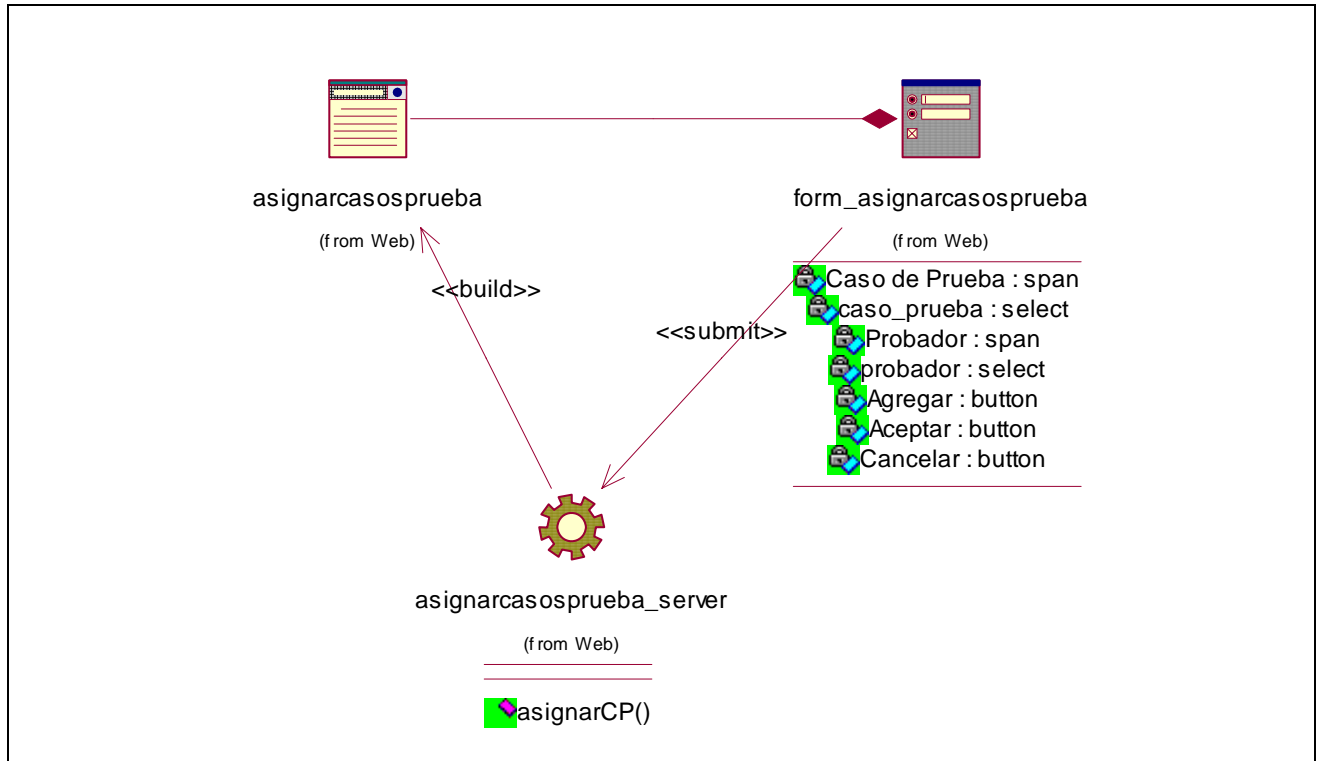 asignarcasosprueba
(from Web)
form_asignarcasosprueba
(from Web)
Caso de Prueba : span
caso_prueba : select
Probador : span
probador : select
Agregar : button
Aceptar : button
Cancelar : button
<<build>>
<<submit>>
asignarcasosprueba_server
(from Web)
asignarCP()